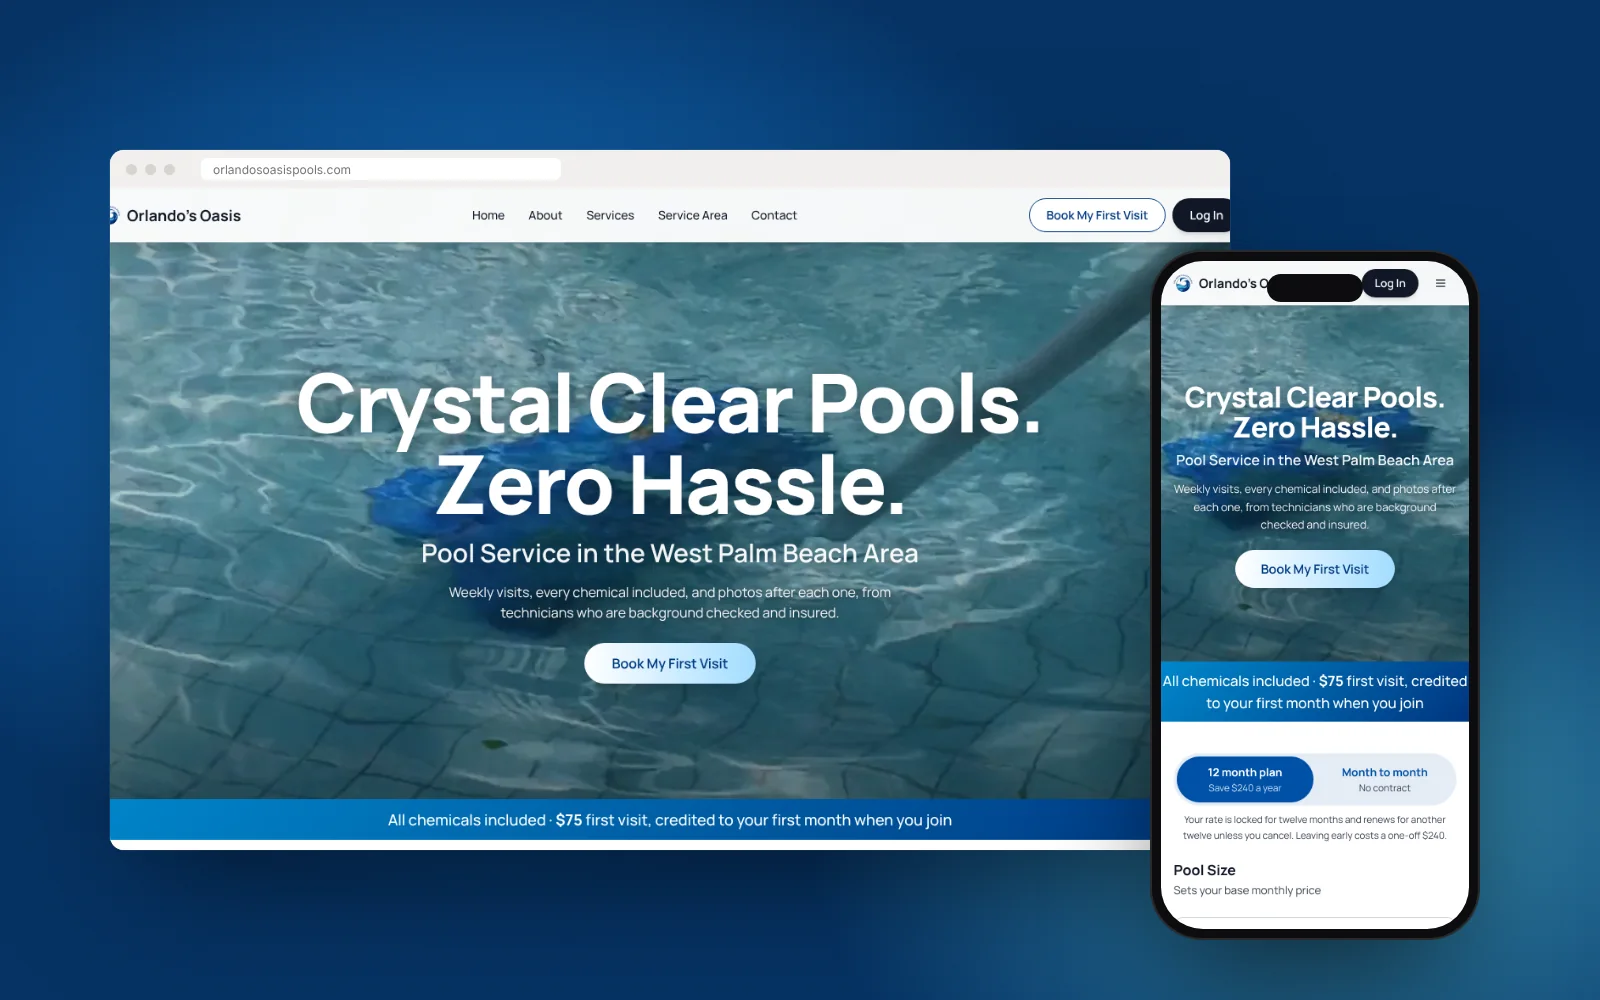 orlandosoasispools.com
Orlando's Oasis
Home
About
Services
Service Area
Contact
Book My First Visit
Log In
Crystal Clear Pools.
Zero Hassle.
Pool Service in the West Palm Beach Area
Weekly visits, every chemical included, and photos after each one, from
technicians who are background checked and insured.
Book My First Visit
All chemicals included · $75 first visit, credited to your first month when you join
Orlando's O
Log In
Crystal Clear Pools.
Zero Hassle.
Pool Service in the West Palm Beach Area
Weekly visits, every chemical included, and photos after
each one, from technicians who are background
checked and insured.
Book My First Visit
All chemicals included · $75 first visit, credited
to your first month when you join
12 month plan
Save $240 a year
Month to month
No contract
Your rate is locked for twelve months and renews for another
twelve unless you cancel. Leaving early costs a one-off $240.
Pool Size
Sets your base monthly price